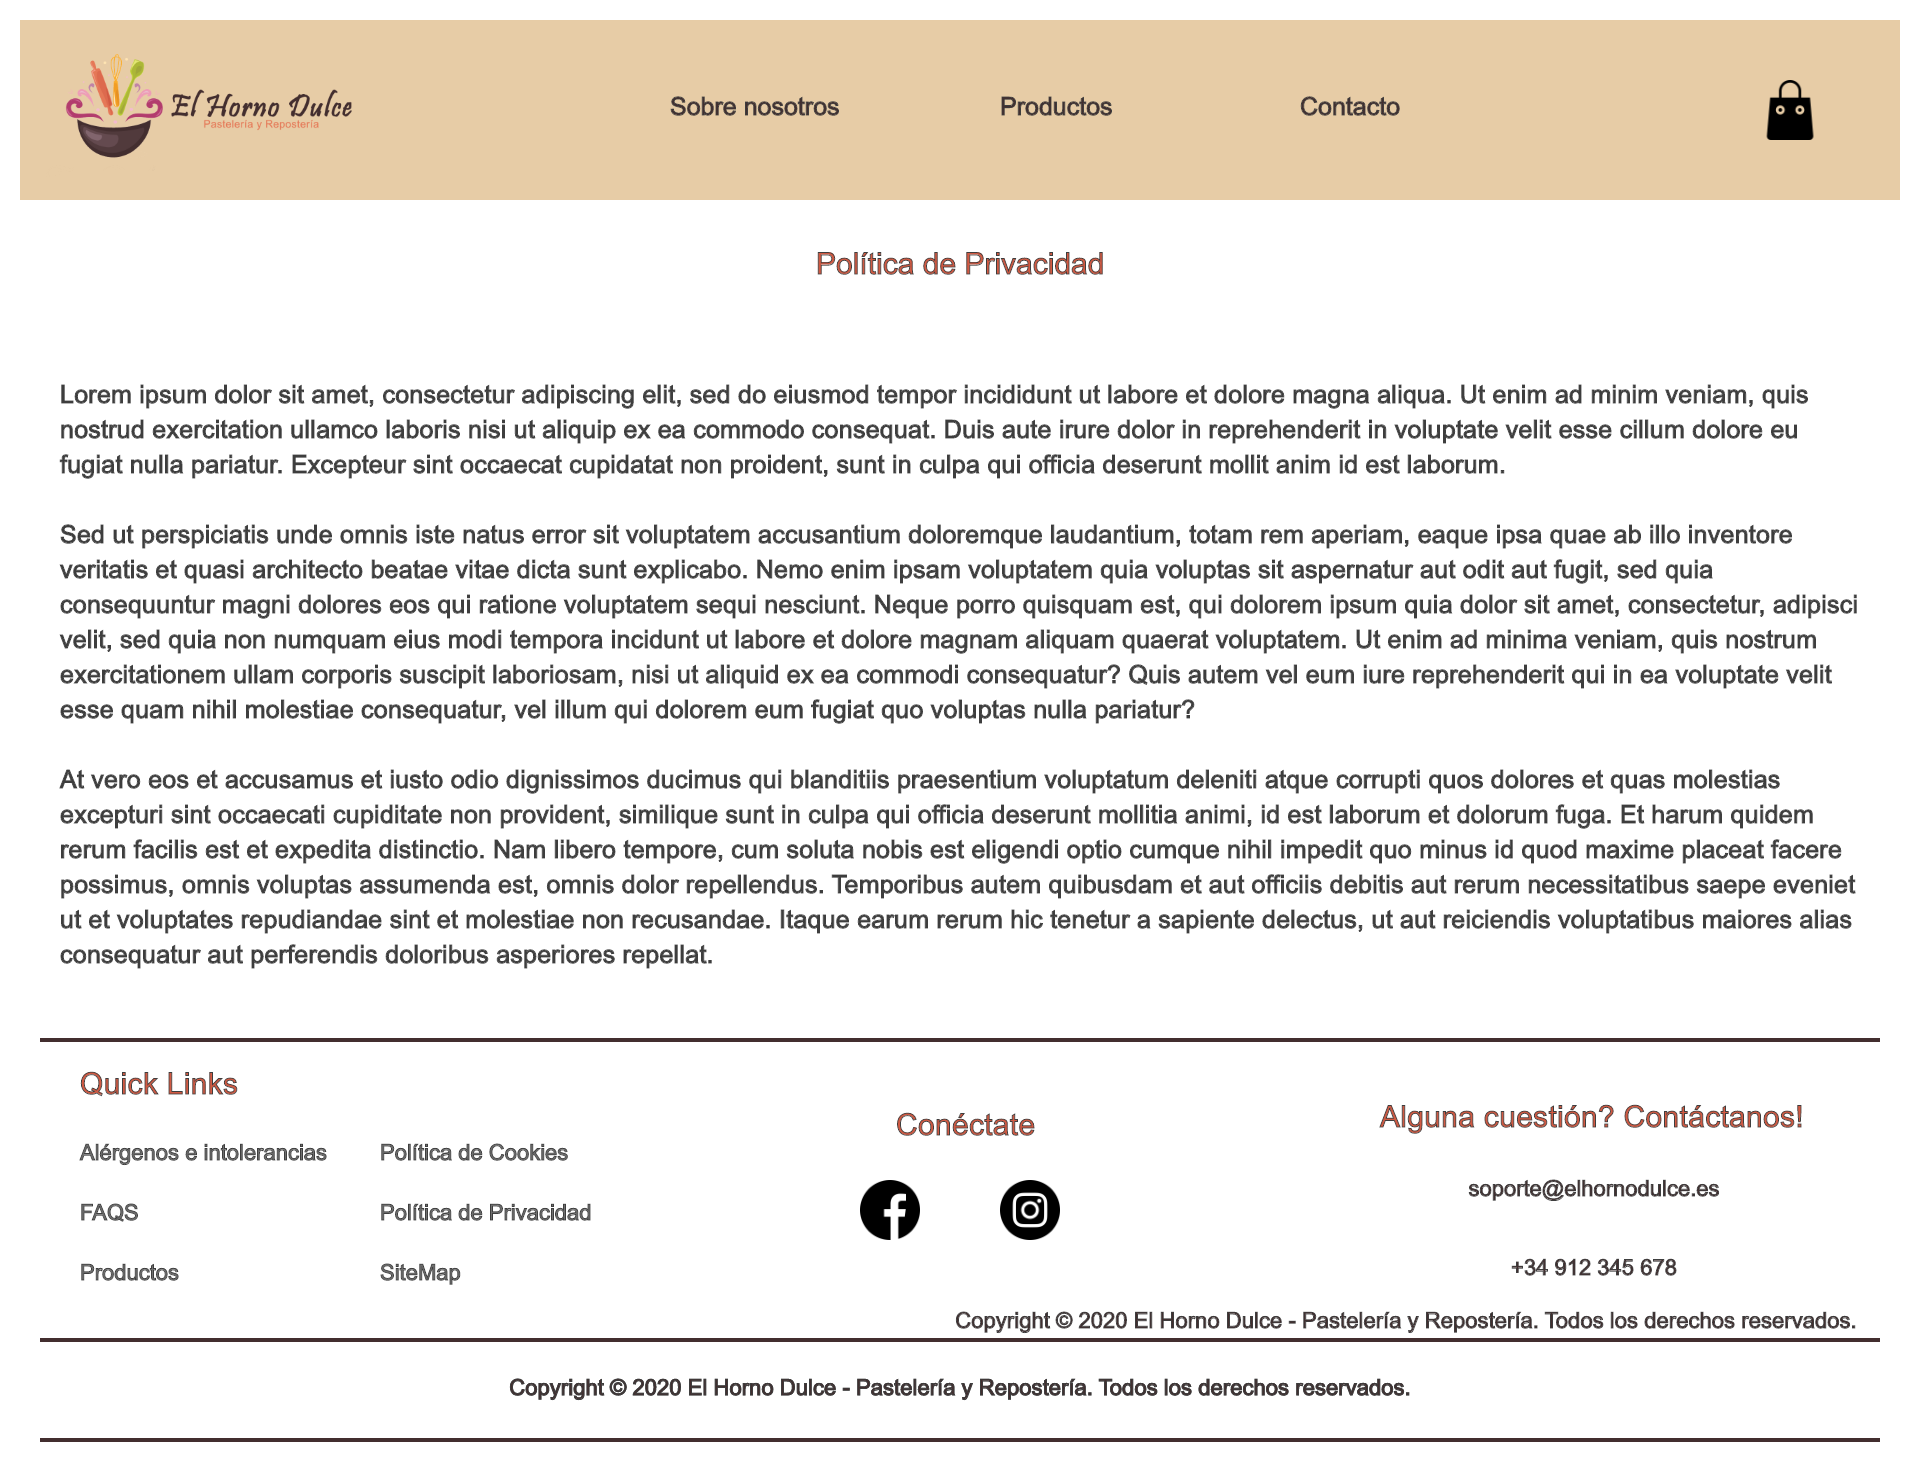 El Horno Dulce
Pastelería y Repostería
Sobre nosotros
Productos
Contacto
Política de Privacidad
Lorem ipsum dolor sit amet, consectetur adipiscing elit, sed do eiusmod tempor incididunt ut labore et dolore magna aliqua. Ut enim ad minim veniam, quis
nostrud exercitation ullamco laboris nisi ut aliquip ex ea commodo consequat. Duis aute irure dolor in reprehenderit in voluptate velit esse cillum dolore eu
fugiat nulla pariatur. Excepteur sint occaecat cupidatat non proident, sunt in culpa qui officia deserunt mollit anim id est laborum.
Sed ut perspiciatis unde omnis iste natus error sit voluptatem accusantium doloremque laudantium, totam rem aperiam, eaque ipsa quae ab illo inventore
veritatis et quasi architecto beatae vitae dicta sunt explicabo. Nemo enim ipsam voluptatem quia voluptas sit aspernatur aut odit aut fugit, sed quia
consequuntur magni dolores eos qui ratione voluptatem sequi nesciunt. Neque porro quisquam est, qui dolorem ipsum quia dolor sit amet, consectetur, adipisci
velit, sed quia non numquam eius modi tempora incidunt ut labore et dolore magnam aliquam quaerat voluptatem. Ut enim ad minima veniam, quis nostrum
exercitationem ullam corporis suscipit laboriosam, nisi ut aliquid ex ea commodi consequatur? Quis autem vel eum iure reprehenderit qui in ea voluptate velit
esse quam nihil molestiae consequatur, vel illum qui dolorem eum fugiat quo voluptas nulla pariatur?
At vero eos et accusamus et iusto odio dignissimos ducimus qui blanditiis praesentium voluptatum deleniti atque corrupti quos dolores et quas molestias
excepturi sint occaecati cupiditate non provident, similique sunt in culpa qui officia deserunt mollitia animi, id est laborum et dolorum fuga. Et harum quidem
rerum facilis est et expedita distinctio. Nam libero tempore, cum soluta nobis est eligendi optio cumque nihil impedit quo minus id quod maxime placeat facere
possimus, omnis voluptas assumenda est, omnis dolor repellendus. Temporibus autem quibusdam et aut officiis debitis aut rerum necessitatibus saepe eveniet
ut et voluptates repudiandae sint et molestiae non recusandae. Itaque earum rerum hic tenetur a sapiente delectus, ut aut reiciendis voluptatibus maiores alias
consequatur aut perferendis doloribus asperiores repellat.
Quick Links
Alérgenos e intolerancias
FAQS
Productos
Política de Cookies
Política de Privacidad
SiteMap
Conéctate
Alguna cuestión? Contáctanos!
soporte@elhornodulce.es
+34 912 345 678
Copyright © 2020 El Horno Dulce - Pastelería y Repostería. Todos los derechos reservados.
Copyright © 2020 El Horno Dulce - Pastelería y Repostería. Todos los derechos reservados.